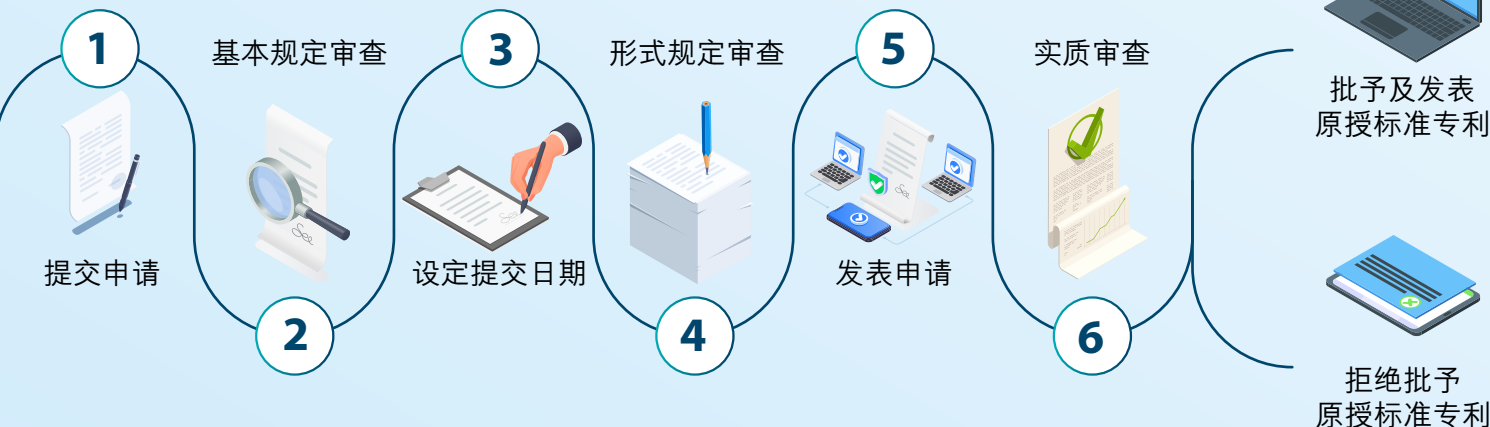 1
提交申请
基本规定审查
2
3
设定提交日期
形式规定审查
4
5
发表申请
实质审查
6
批予及发表
原授标准专利
拒绝批予
原授标准专利